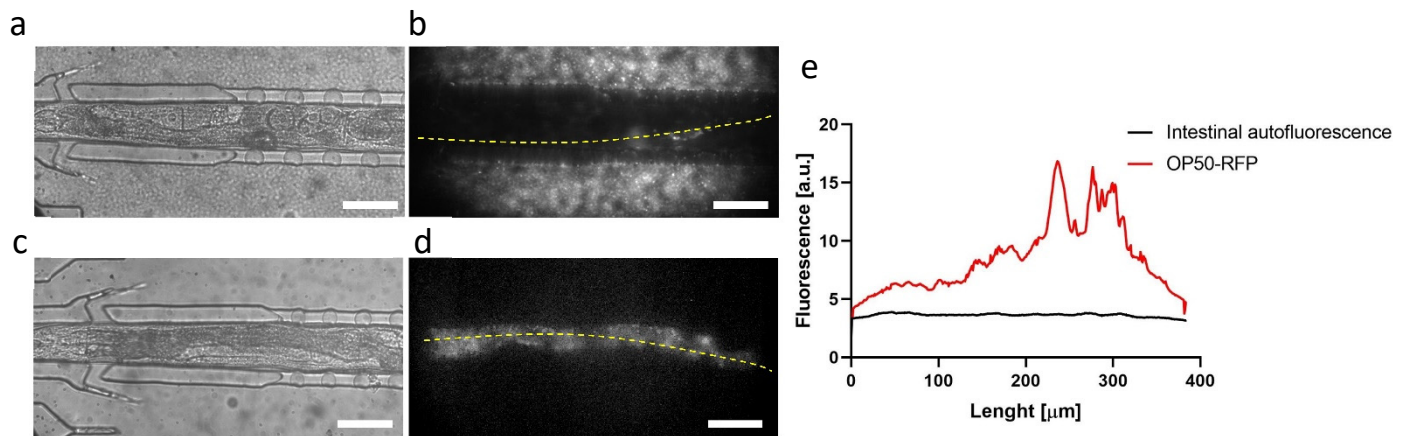 a
b
c
d
e
Intestinal autofluorescence
OP50-RFP
Fluorescence [a.u.]
20
15
10
5
0
0 100 200 300 400
Lenght [μm]